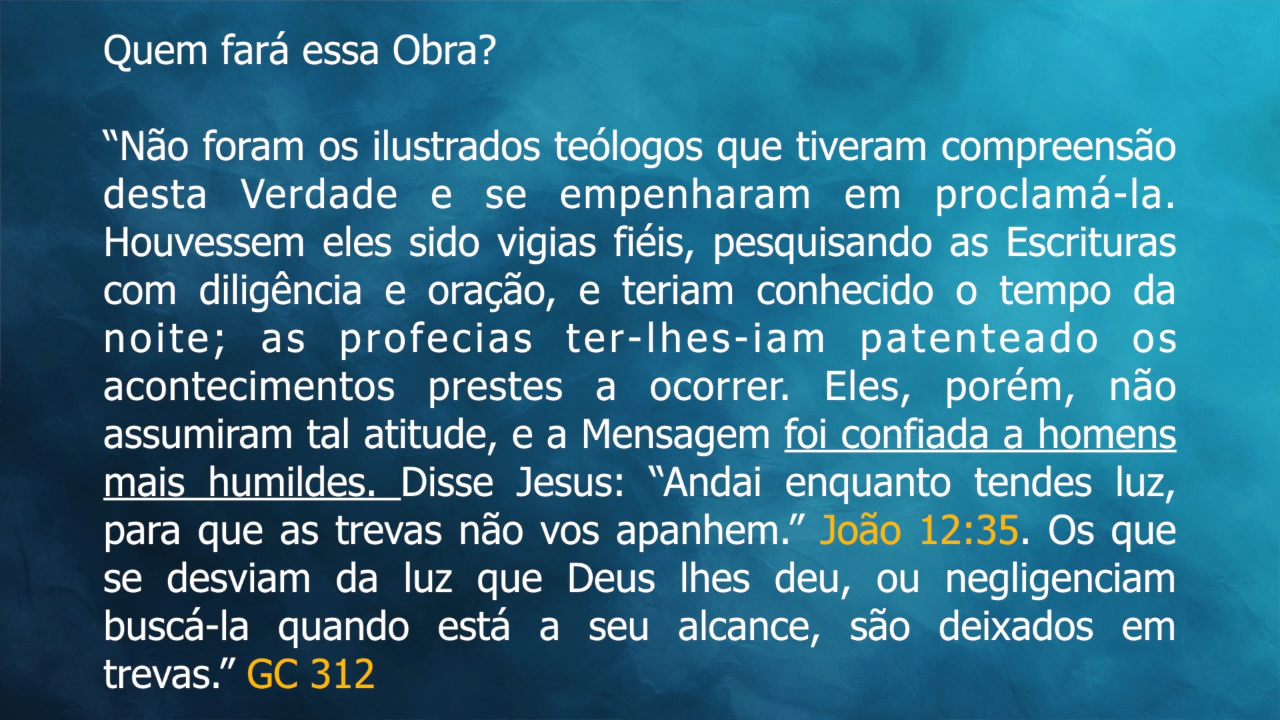 Quem fará essa Obra?
“Não foram os ilustrados teólogos que tiveram compreensão
desta Verdade e se empenharam em proclamá-la.
Houvessem eles sido vigias fiéis, pesquisando as Escrituras
com diligência e oração, e teriam conhecido o tempo da
noite; as profecias ter-lhes-iam patenteado os
acontecimentos prestes a ocorrer. Eles, porém, não
assumiram tal atitude, e a Mensagem foi confiada a homens
mais humildes. Disse Jesus: “Andai enquanto tendes luz,
para que as trevas não vos apanhem.” João 12:35. Os que
se desviam da luz que Deus lhes deu, ou negligenciam
buscá-la quando está a seu alcance, são deixados em
trevas.” GC 312